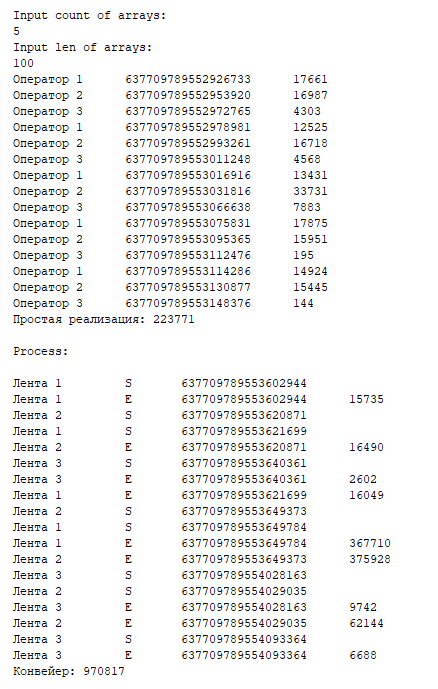 Input count of arrays:
5
Input len of arrays:
100
Оператор 1 637709789552926733 17661
Оператор 2 637709789552953920 16987
Оператор 3 637709789552972765 4303
Оператор 1 637709789552978981 12525
Оператор 2 637709789552993261 16718
Оператор 3 637709789553011248 4568
Оператор 1 637709789553016916 13431
Оператор 2 637709789553031816 33731
Оператор 3 637709789553066638 7883
Оператор 1 637709789553075831 17875
Оператор 2 637709789553095365 15951
Оператор 3 637709789553112476 195
Оператор 1 637709789553114286 14924
Оператор 2 637709789553130877 15445
Оператор 3 637709789553148376 144
Простая реализация: 223771
Process:
Лента 1 S 637709789553602944
Лента 1 E 637709789553602944 15735
Лента 2 S 637709789553620871
Лента 1 S 637709789553621699
Лента 2 E 637709789553620871 16490
Лента 3 S 637709789553640361
Лента 3 E 637709789553640361 2602
Лента 1 E 637709789553621699 16049
Лента 2 S 637709789553649373
Лента 1 S 637709789553649784
Лента 1 E 637709789553649784 367710
Лента 2 E 637709789553649373 375928
Лента 3 S 637709789554028163
Лента 2 S 637709789554029035
Лента 3 E 637709789554028163 9742
Лента 2 E 637709789554029035 62144
Лента 3 S 637709789554093364
Лента 3 E 637709789554093364 6688
Конвейер: 970817